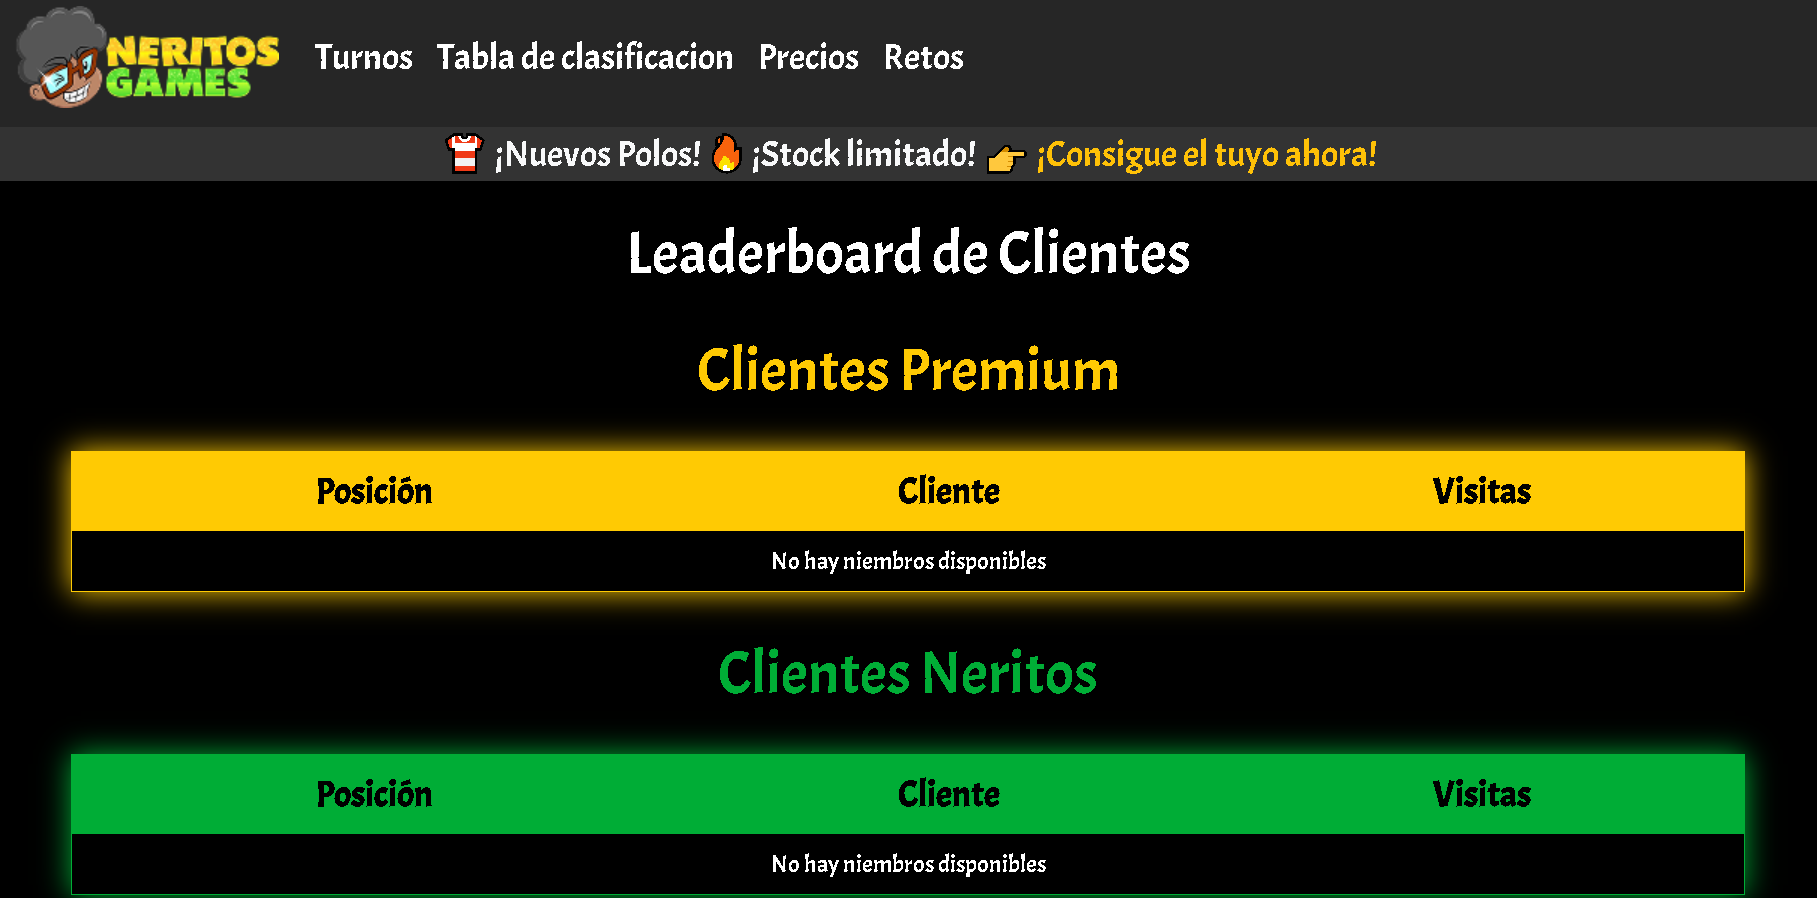 NERITOS
GAMES
Turnos Tabla de clasificacion Precios Retos
¡Nuevos Polos! ¡Stock limitado! ¡Consigue el tuyo ahora!
Leaderboard de Clientes
Clientes Premium
Posición Cliente Visitas
No hay niembros disponibles
Clientes Neritos
Posición Cliente Visitas
No hay niembros disponibles